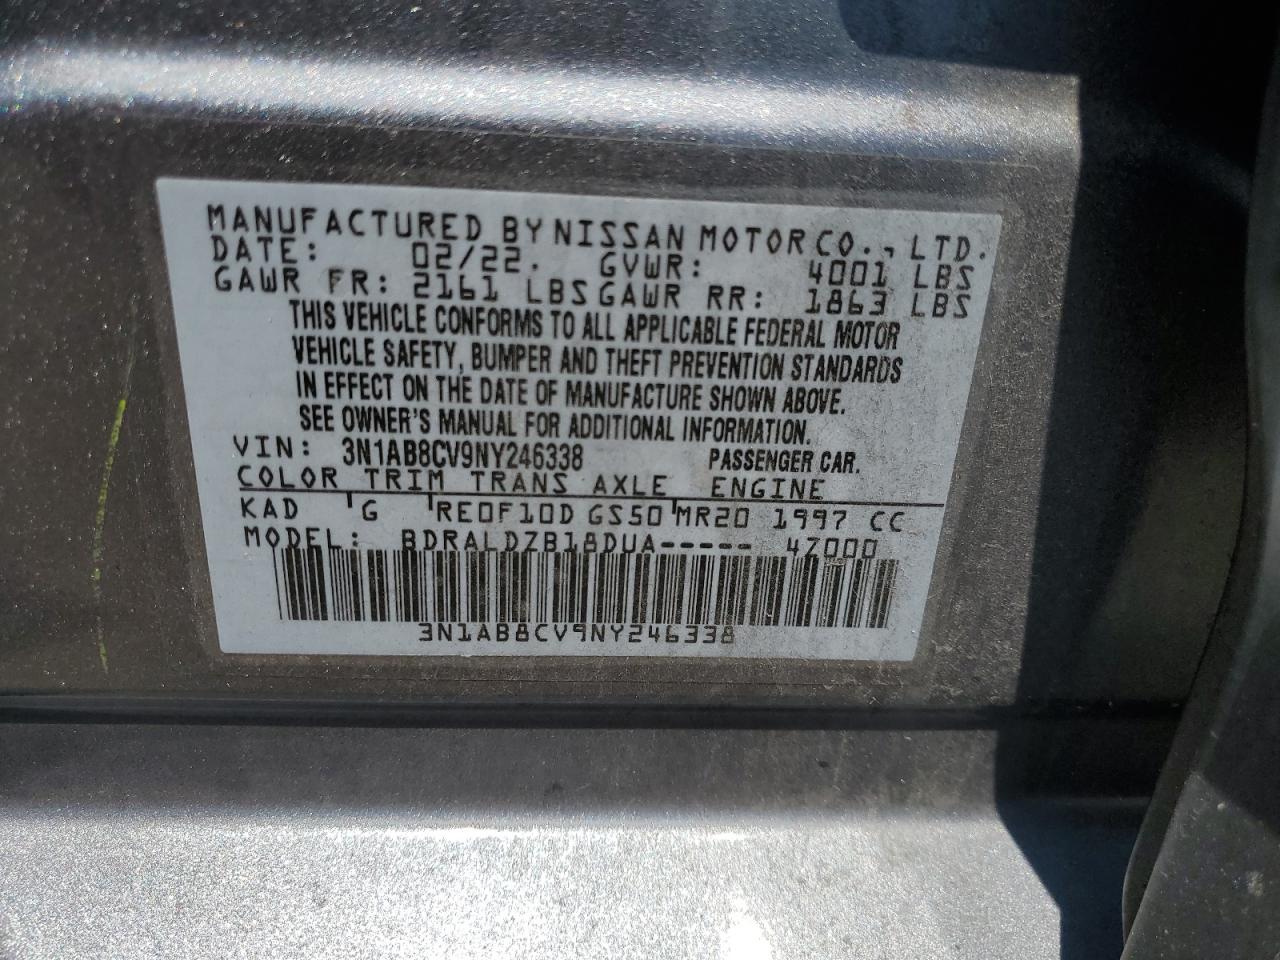 MANUFACTURED BY NISSAN MOTOR CO., LTD.
DATE: 02/22. GVWR: 4001 LBS
GAWR FR: 2161 LBS GAWR RR: 1863 LBS
THIS VEHICLE CONFORMS TO ALL APPLICABLE FEDERAL MOTOR
VEHICLE SAFETY, BUMPER AND THEFT PREVENTION STANDARDS
IN EFFECT ON THE DATE OF MANUFACTURE SHOWN ABOVE.
SEE OWNER'S MANUAL FOR ADDITIONAL INFORMATION.
VIN: 3N1AB8CV9NY246338 PASSENGER CAR.
COLOR TRIM TRANS AXLE ENGINE
KAD G RE0F10D GS50 MR20 1997 CC
MODEL: BDRALDZB18DUA----- 47000
3N1AB8CV9NY246338